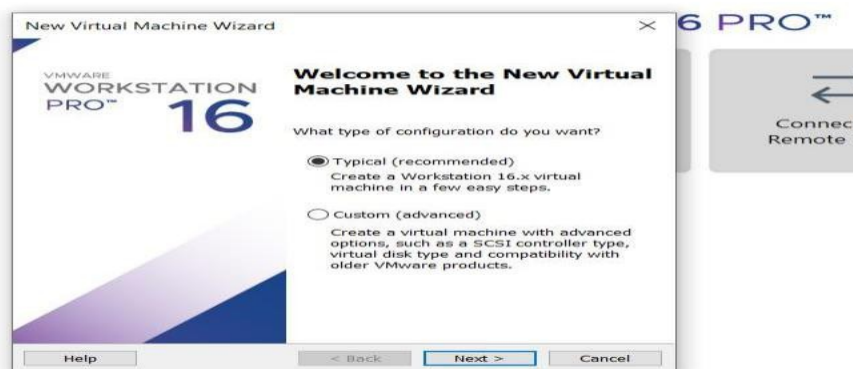 New Virtual Machine Wizard
6 PRO™
VMWARE
WORKSTATION
PRO™ 16
Welcome to the New Virtual
Machine Wizard
What type of configuration do you want?
Typical (recommended)
Create a Workstation 16.x virtual
machine in a few easy steps.
Custom (advanced)
Create a virtual machine with advanced
options, such as a SCSI controller type,
virtual disk type and compatibility with
older VMware products.
Connec
Remote
Help
< Back
Next >
Cancel